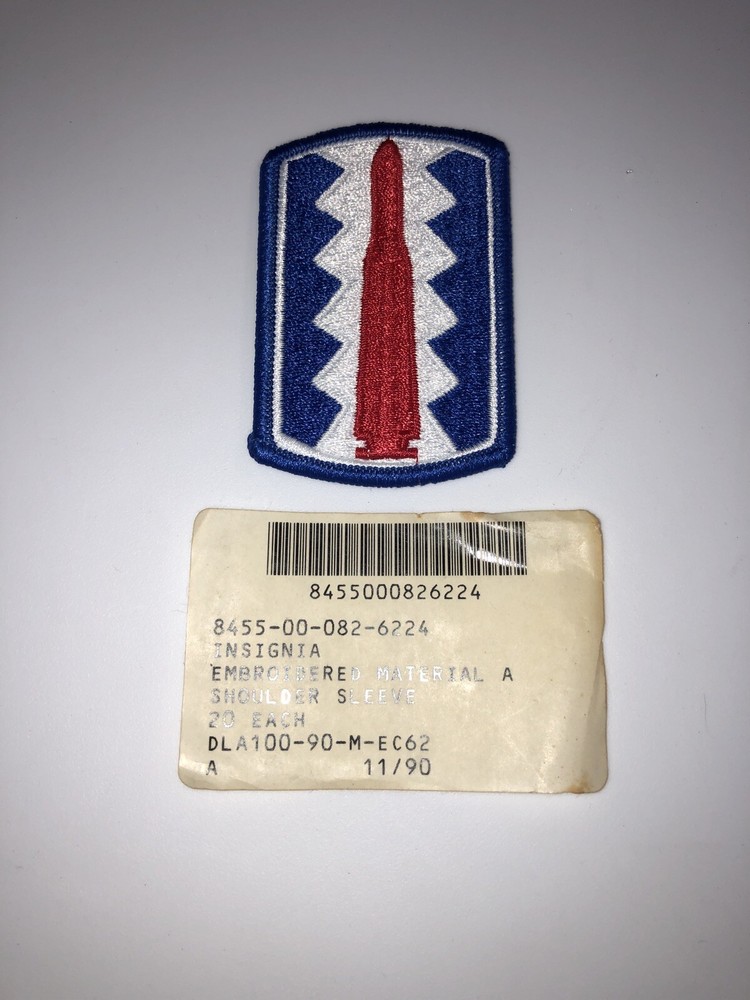 8455000826224
8455-00-082-6224
INSIGNIA
EMBROIDERED MATERIAL A
SHOULDER SLEEVE
20 EACH
DLA100-90-M-EC62
A 11/90